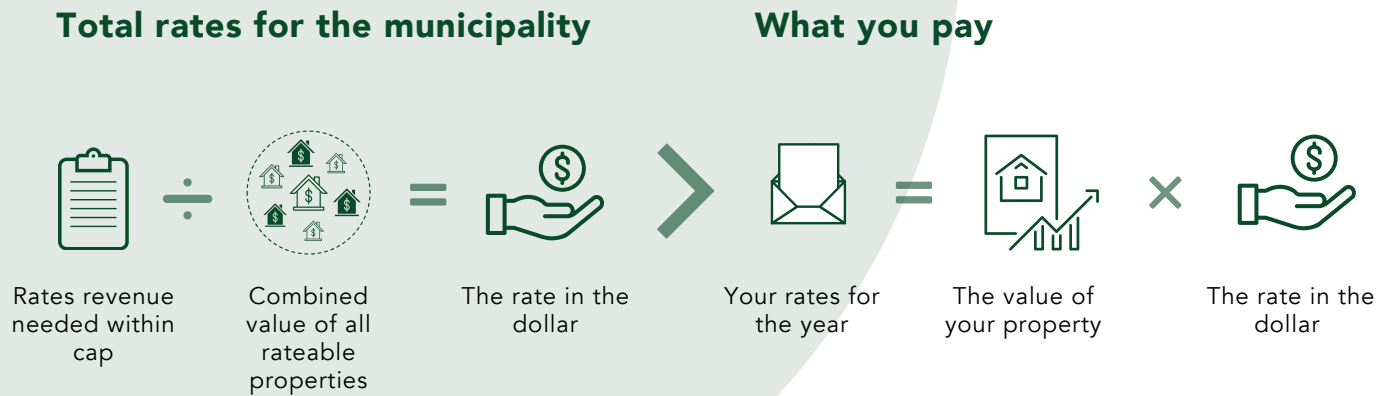 Total rates for the municipality
What you pay
$
$
$
$
$
$
$
$
Rates revenue
needed within
cap
Combined
value of all
rateable
properties
The rate in the
dollar
Your rates for
the year
The value of
your property
The rate in the
dollar